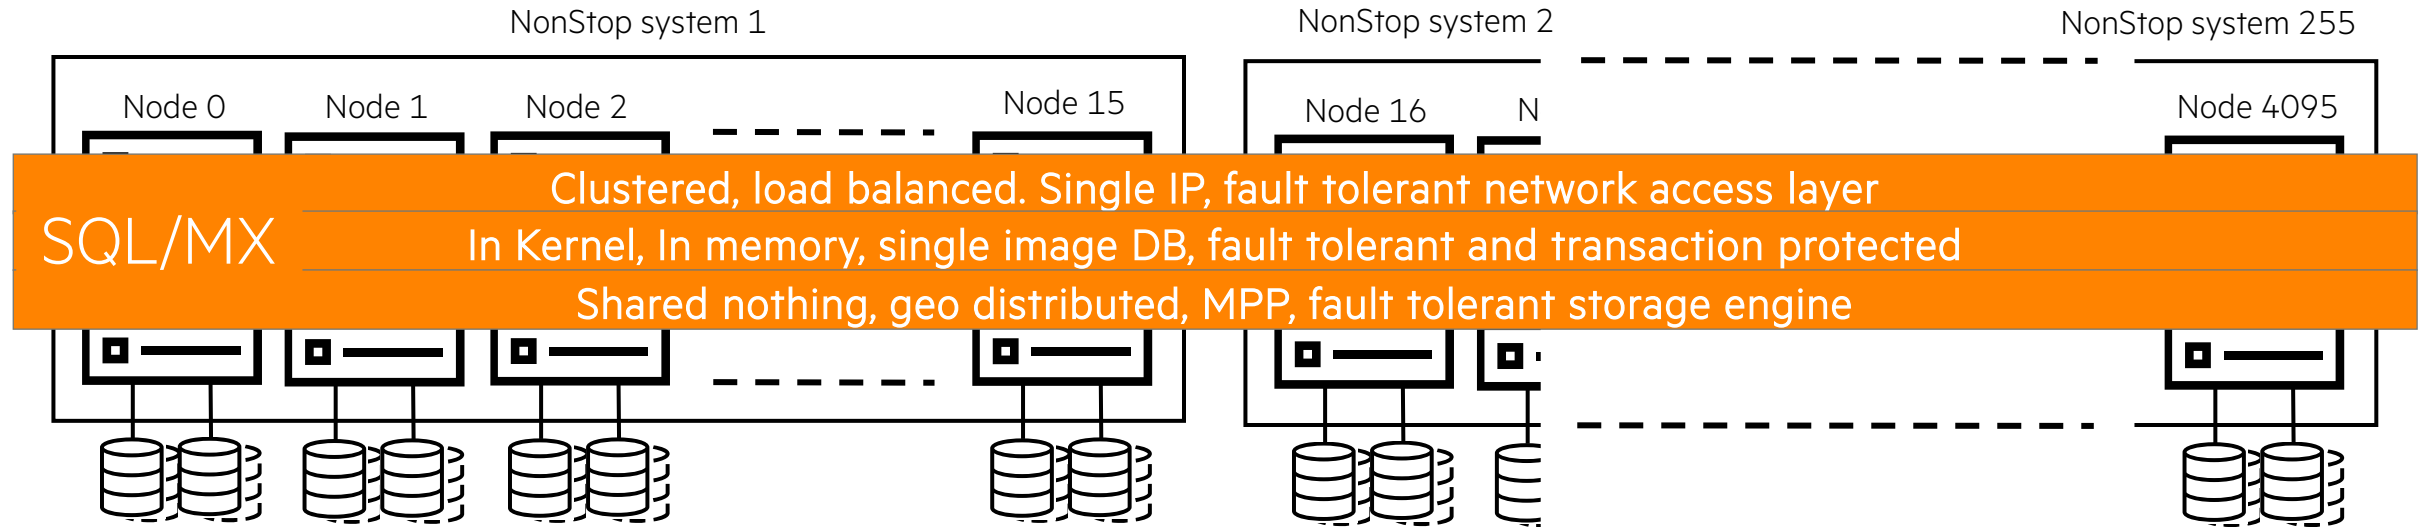 NonStop system 1
NonStop system 2
NonStop system 255
Node 0
Node 1
Node 2
Node 15
Node 16
N
Node 4095
SQL/MX
Clustered, load balanced. Single IP, fault tolerant network access layer
In Kernel, In memory, single image DB, fault tolerant and transaction protected
Shared nothing, geo distributed, MPP, fault tolerant storage engine